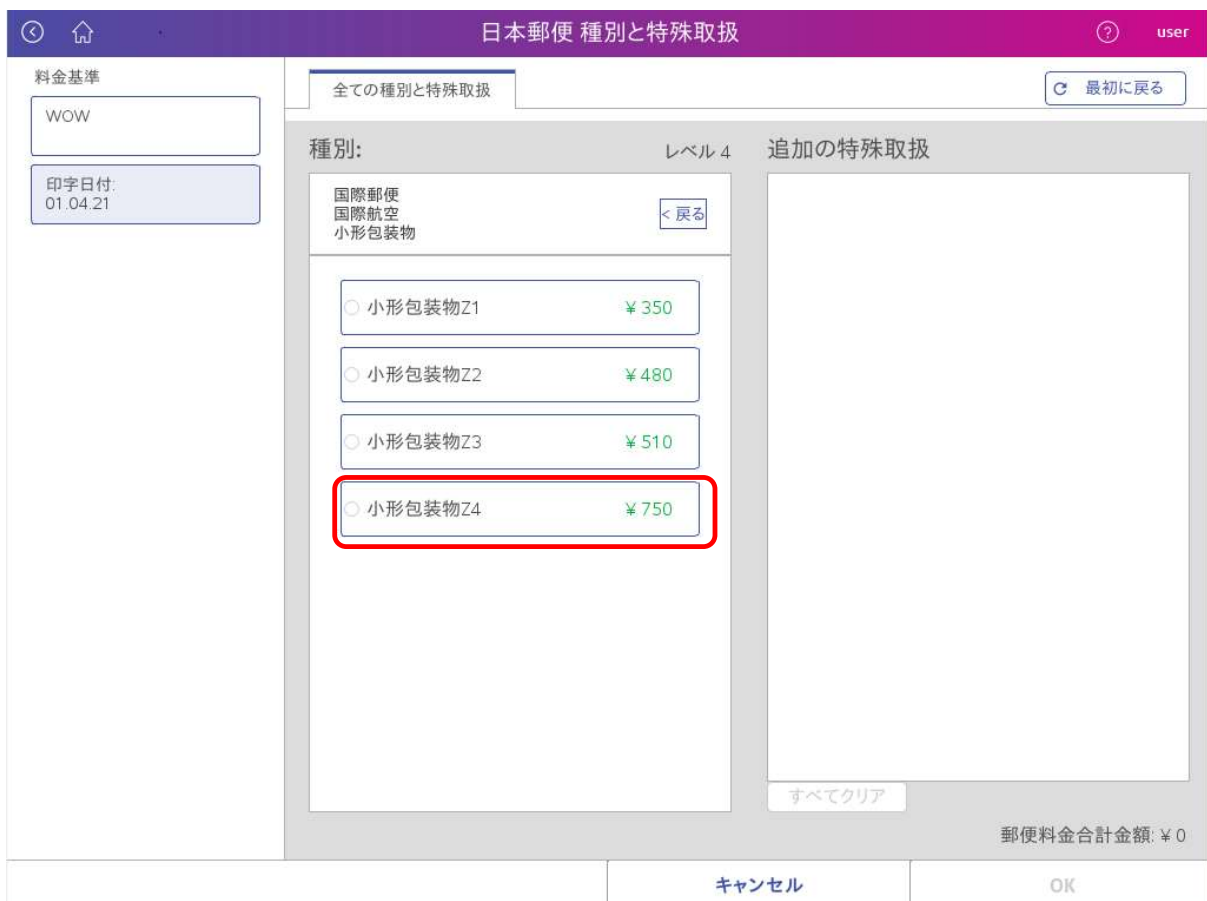 日本郵便 種別と特殊取扱
user
料金基準
WOW
印字日付:
01.04.21
全ての種別と特殊取扱
最初に戻る
種別:
レベル 4
国際郵便
国際航空
小形包装物
< 戻る
小形包装物Z1 ¥ 350
小形包装物Z2 ¥ 480
小形包装物Z3 ¥ 510
小形包装物Z4 ¥ 750
追加の特殊取扱
すべてクリア
郵便料金合計金額: ¥ 0
キャンセル
OK